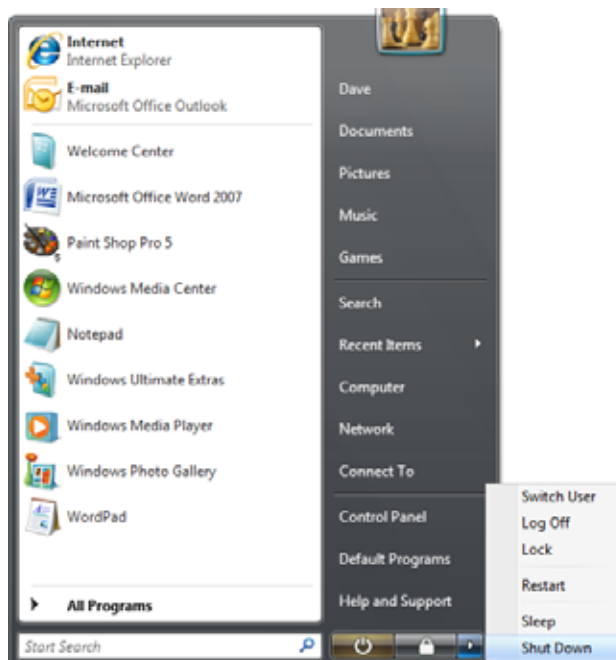 Internet
Internet Explorer
E-mail
Microsoft Office Outlook
Welcome Center
Microsoft Office Word 2007
Paint Shop Pro 5
Windows Media Center
Notepad
Windows Ultimate Extras
Windows Media Player
Windows Photo Gallery
WordPad
All Programs
Start Search
Dave
Documents
Pictures
Music
Games
Search
Recent Items
Computer
Network
Connect To
Control Panel
Default Programs
Help and Support
Switch User
Log Off
Lock
Restart
Sleep
Shut Down